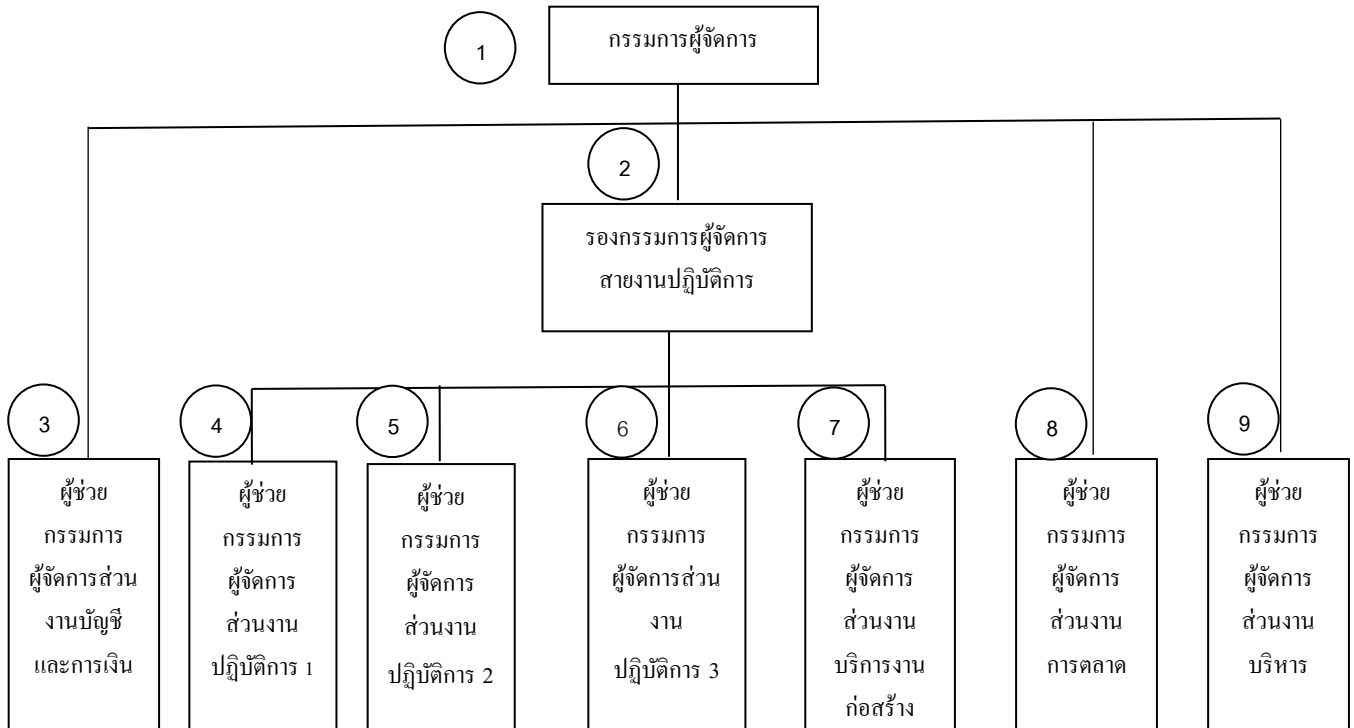 1
กรรมการผู้จัดการ
2
รองกรรมการผู้จัดการ
สายงานปฏิบัติการ
3
ผู้ช่วย
กรรมการ
ผู้จัดการส่วน
งานบัญชี
และการเงิน
4
ผู้ช่วย
กรรมการ
ผู้จัดการ
ส่วนงาน
ปฏิบัติการ 1
5
ผู้ช่วย
กรรมการ
ผู้จัดการ
ส่วนงาน
ปฏิบัติการ 2
6
ผู้ช่วย
กรรมการ
ผู้จัดการส่วน
งาน
ปฏิบัติการ 3
7
ผู้ช่วย
กรรมการ
ผู้จัดการ
ส่วนงาน
บริการงาน
ก่อสร้าง
8
ผู้ช่วย
กรรมการ
ผู้จัดการ
ส่วนงาน
การตลาด
9
ผู้ช่วย
กรรมการ
ผู้จัดการ
ส่วนงาน
บริหาร